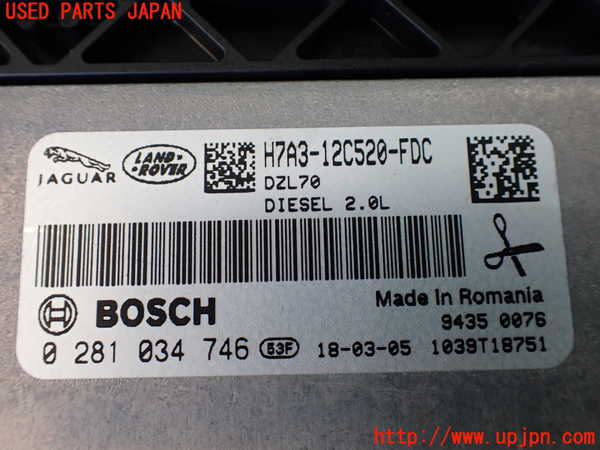 USED PARTS JAPAN
JAGUAR
LAND-
ROVER
H7A3-12C520-FDC
DZL70
DIESEL 2.0L
BOSCH
Made in Romania
9435 0076
0 281 034 746 53F 18-03-05 1039T18751
http://www.upjpn.com/